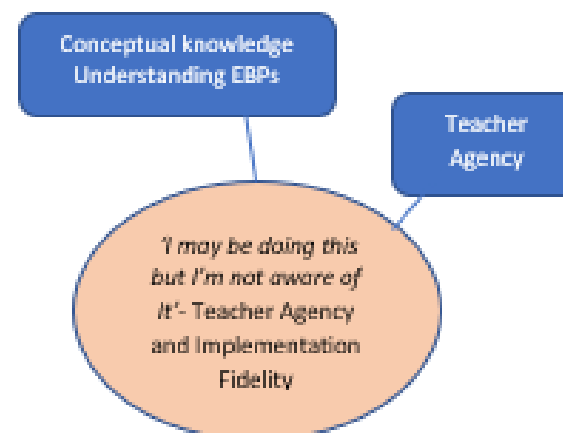 Conceptual knowledge
Understanding EBPs
Teacher
Agency
'I may be doing this
but I'm not aware of
it'- Teacher Agency
and Implementation
Fidelity